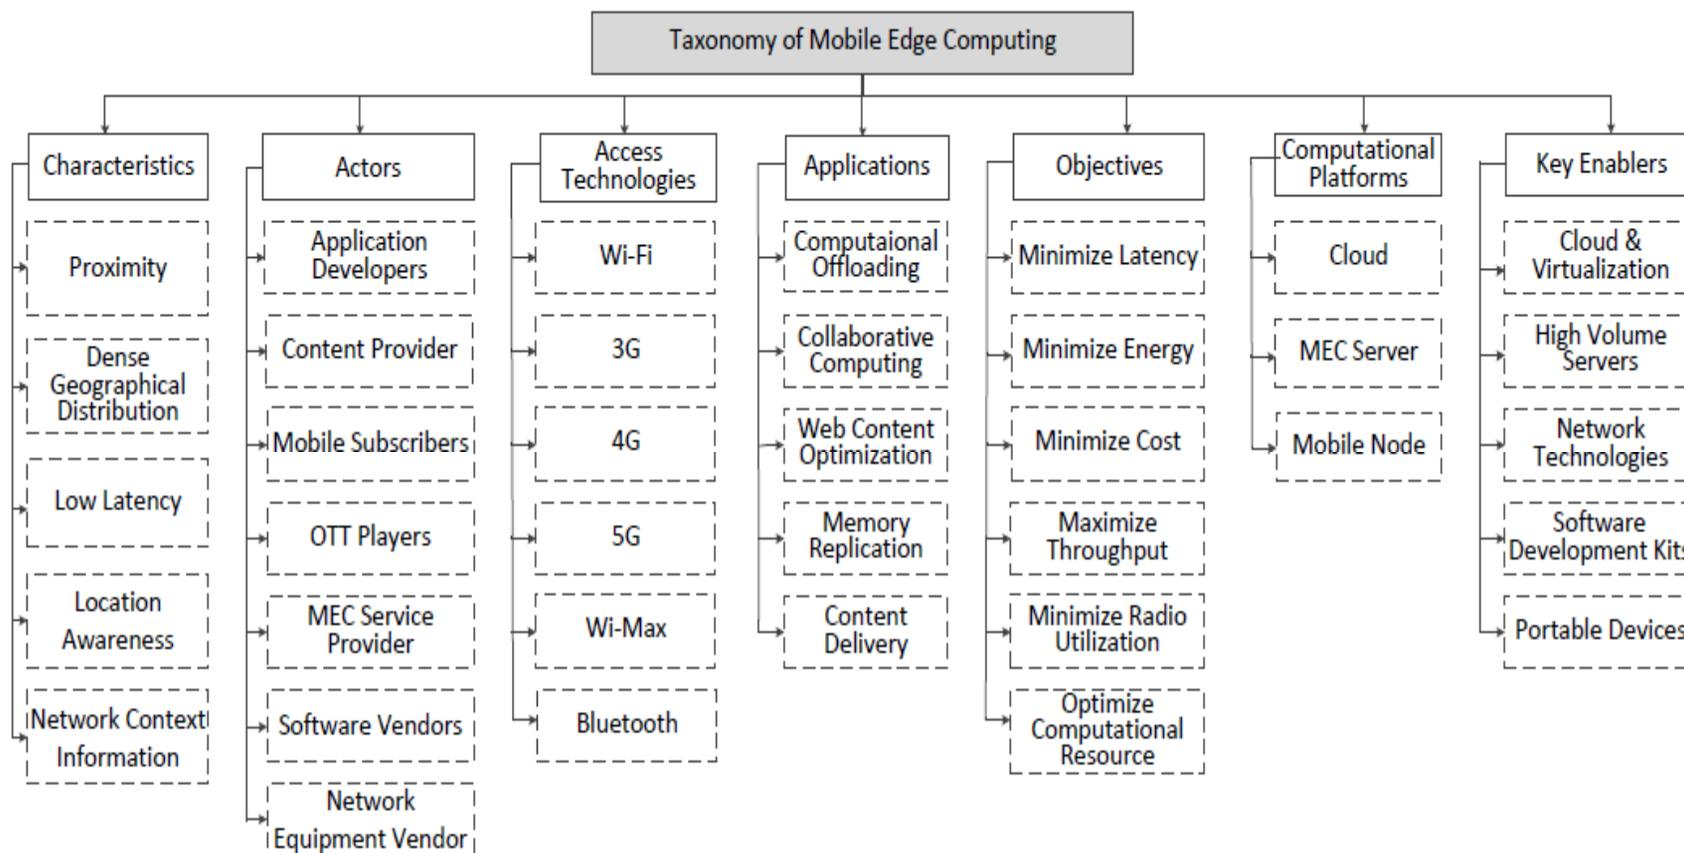 Taxonomy of Mobile Edge Computing
Characteristics
Proximity
Dense
Geographical
Distribution
Low Latency
Location
Awareness
Network Context
Information
Actors
Application
Developers
Content Provider
Mobile Subscribers
OTT Players
MEC Service
Provider
Software Vendors
Network
Equipment Vendor
Access
Technologies
Wi-Fi
3G
4G
5G
Wi-Max
Bluetooth
Applications
Computaional
Offloading
Collaborative
Computing
Web Content
Optimization
Memory
Replication
Content
Delivery
Objectives
Minimize Latency
Minimize Energy
Minimize Cost
Maximize
Throughput
Minimize Radio
Utilization
Optimize
Computational
Resource
Computational
Platforms
Cloud
MEC Server
Mobile Node
Key Enablers
Cloud &
Virtualization
High Volume
Servers
Network
Technologies
Software
Development Kits
Portable Devices